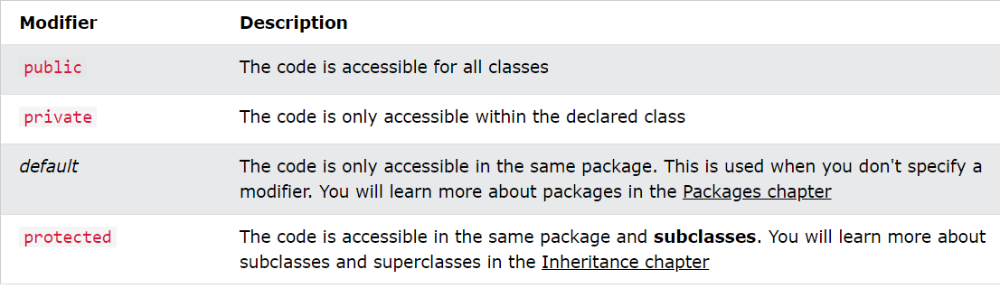 Modifier Description
public The code is accessible for all classes
private The code is only accessible within the declared class
default The code is only accessible in the same package. This is used when you don't specify a
modifier. You will learn more about packages in the Packages chapter
protected The code is accessible in the same package and subclasses. You will learn more about
subclasses and superclasses in the Inheritance chapter